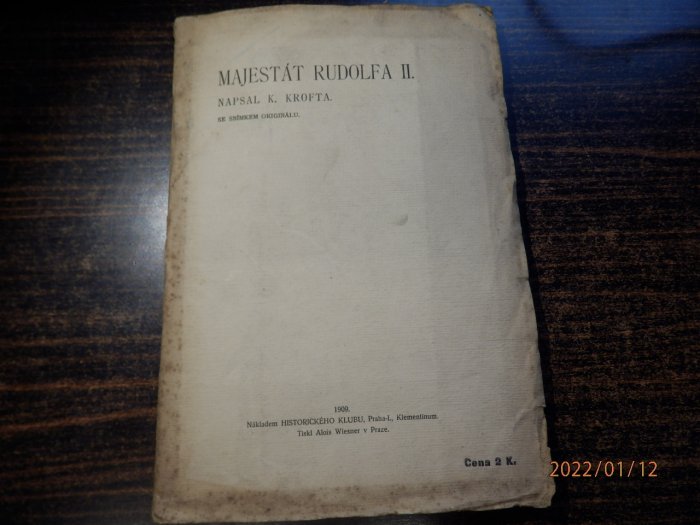 MAJESTÁT RUDOLFA II.
NAPSAL K. KROFTA.
SE SNÍMKEM ORIGINÁLU.
1909.
Nákladem HISTORICKÉHO KLUBU, Praha-I., Klementinum.
Tiskl Alois Wiesner v Praze.
Cena 2 K.
2022/01/12